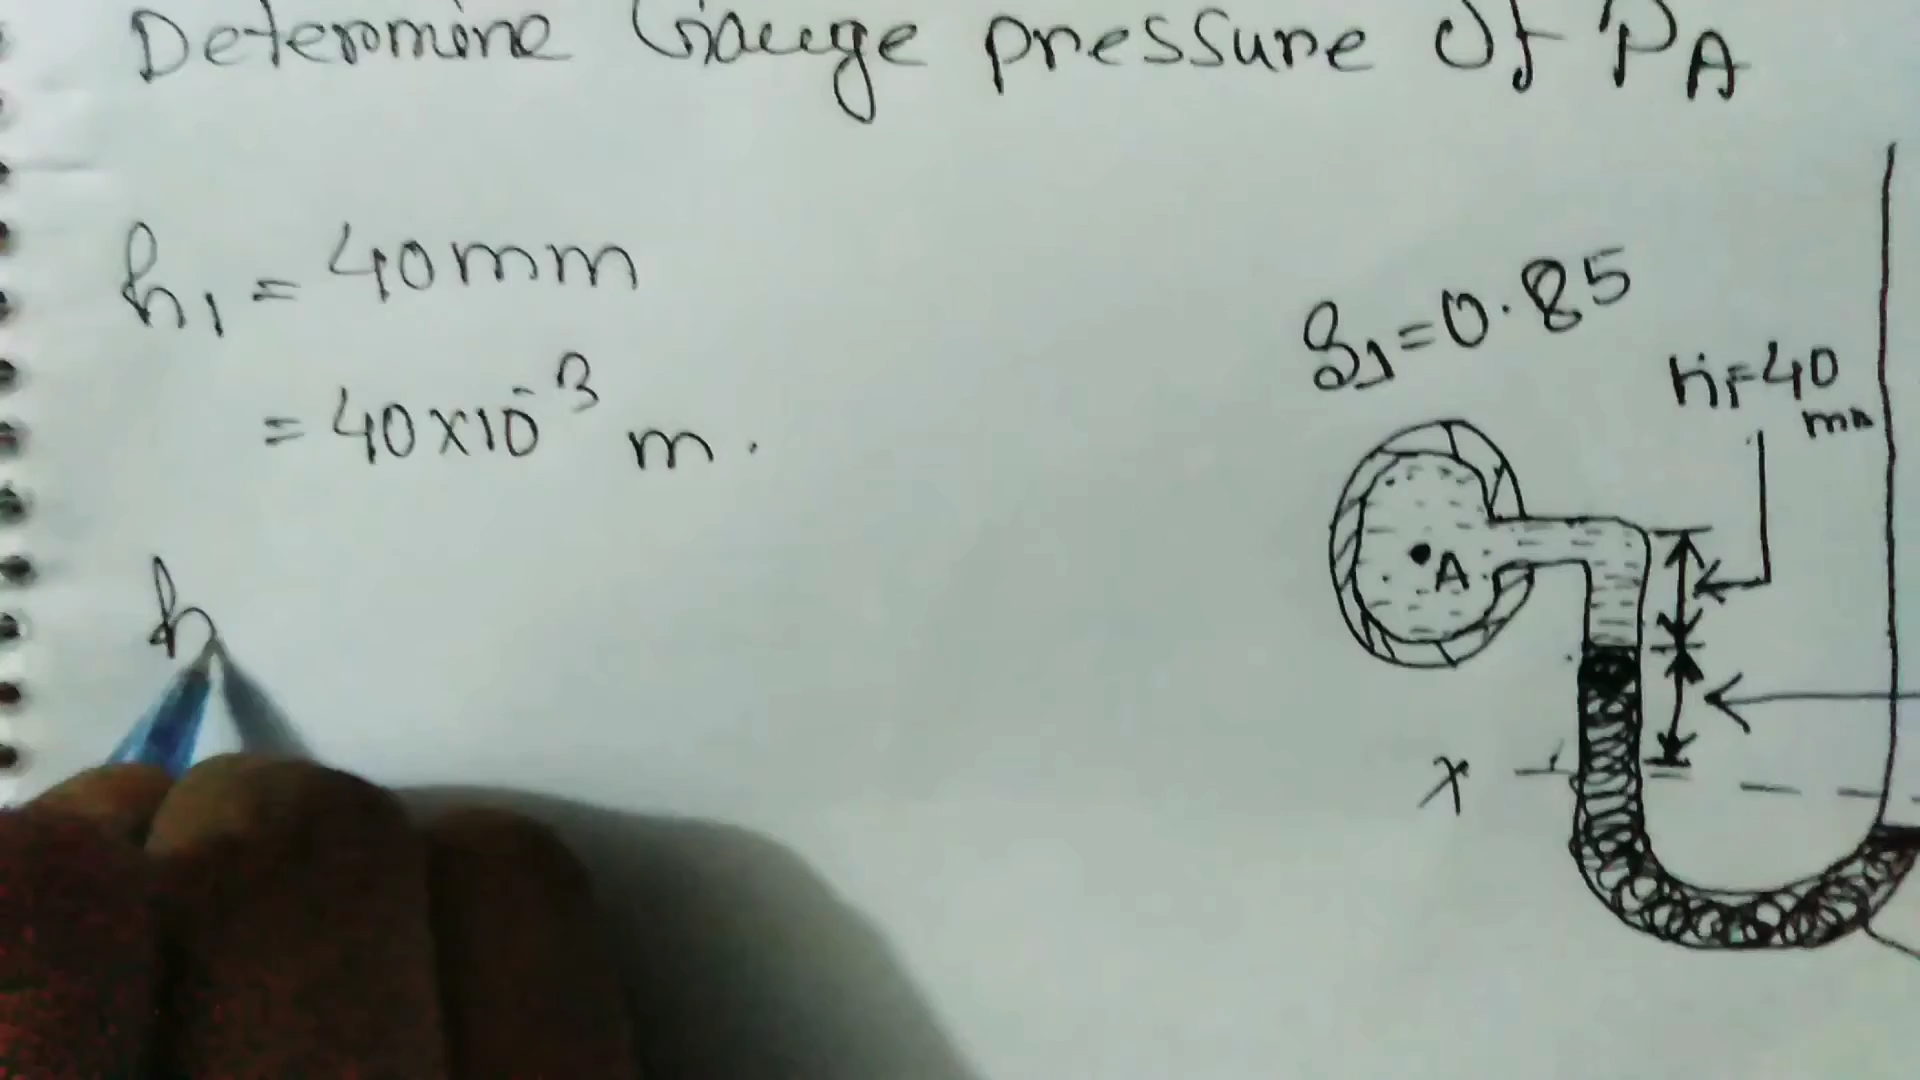 Determine Gauge pressure of PA
h1 = 40mm
= 40x10-3 m.
h
S1=0.85
h1=40
mm
A
X